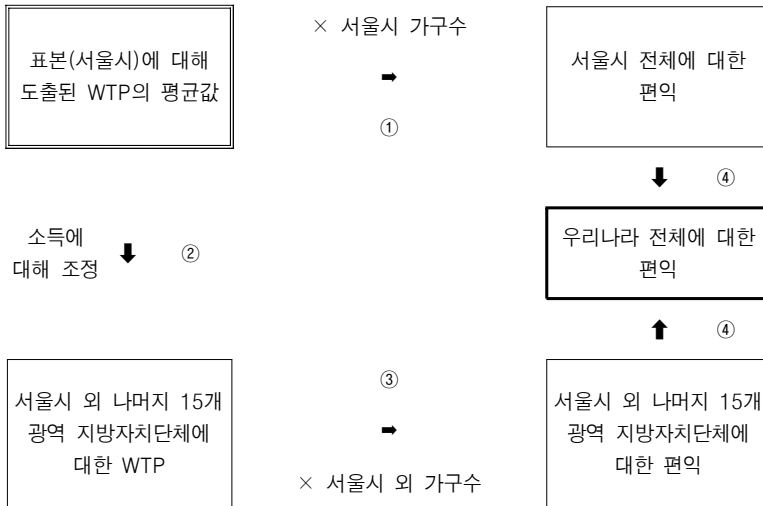 × 서울시 가구수
표본(서울시)에 대해
도출된 WTP의 평균값
➡
서울시 전체에 대한
편익
①
⬇ ④
소득에
대해 조정
⬇ ②
우리나라 전체에 대한
편익
⬆ ④
③
서울시 외 나머지 15개
광역 지방자치단체에
대한 WTP
➡
서울시 외 나머지 15개
광역 지방자치단체에
대한 편익
× 서울시 외 가구수